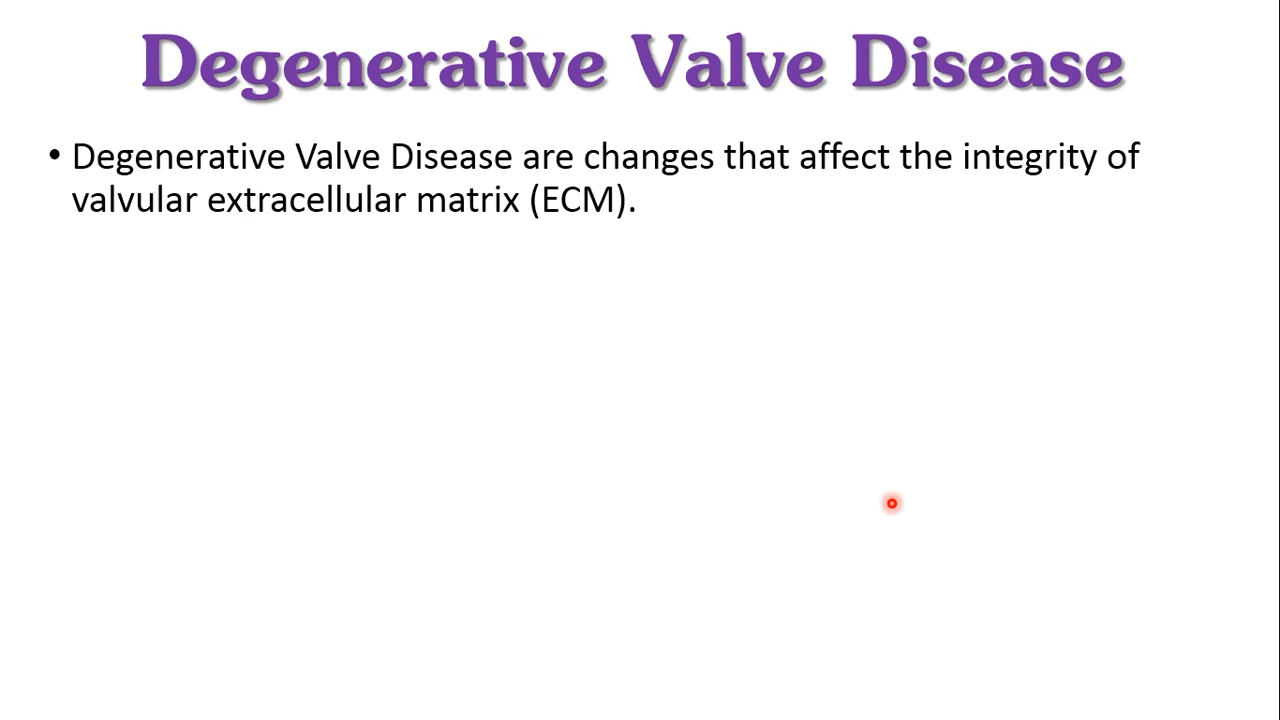 Degenerative Valve Disease
• Degenerative Valve Disease are changes that affect the integrity of
valvular extracellular matrix (ECM).